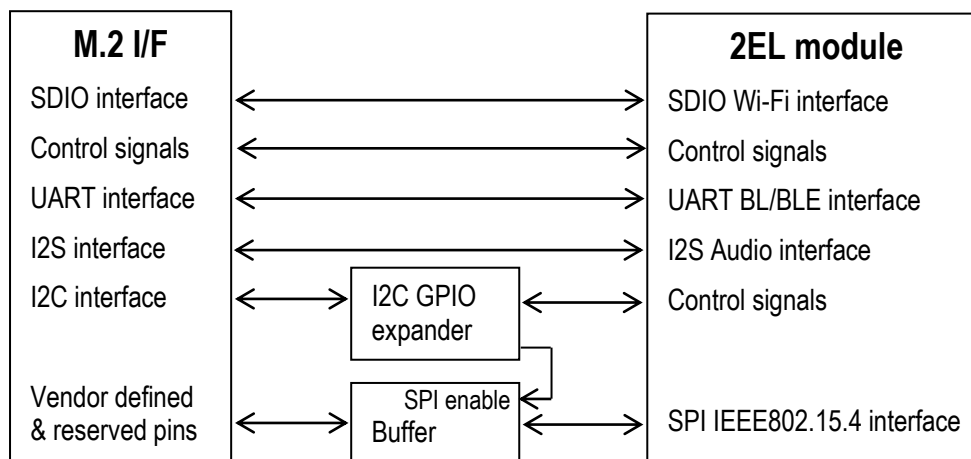 M.2 I/F
SDIO interface
Control signals
UART interface
I2S interface
I2C interface
Vendor defined
& reserved pins
I2C GPIO
expander
SPI enable
Buffer
2EL module
SDIO Wi-Fi interface
Control signals
UART BL/BLE interface
I2S Audio interface
Control signals
SPI IEEE802.15.4 interface